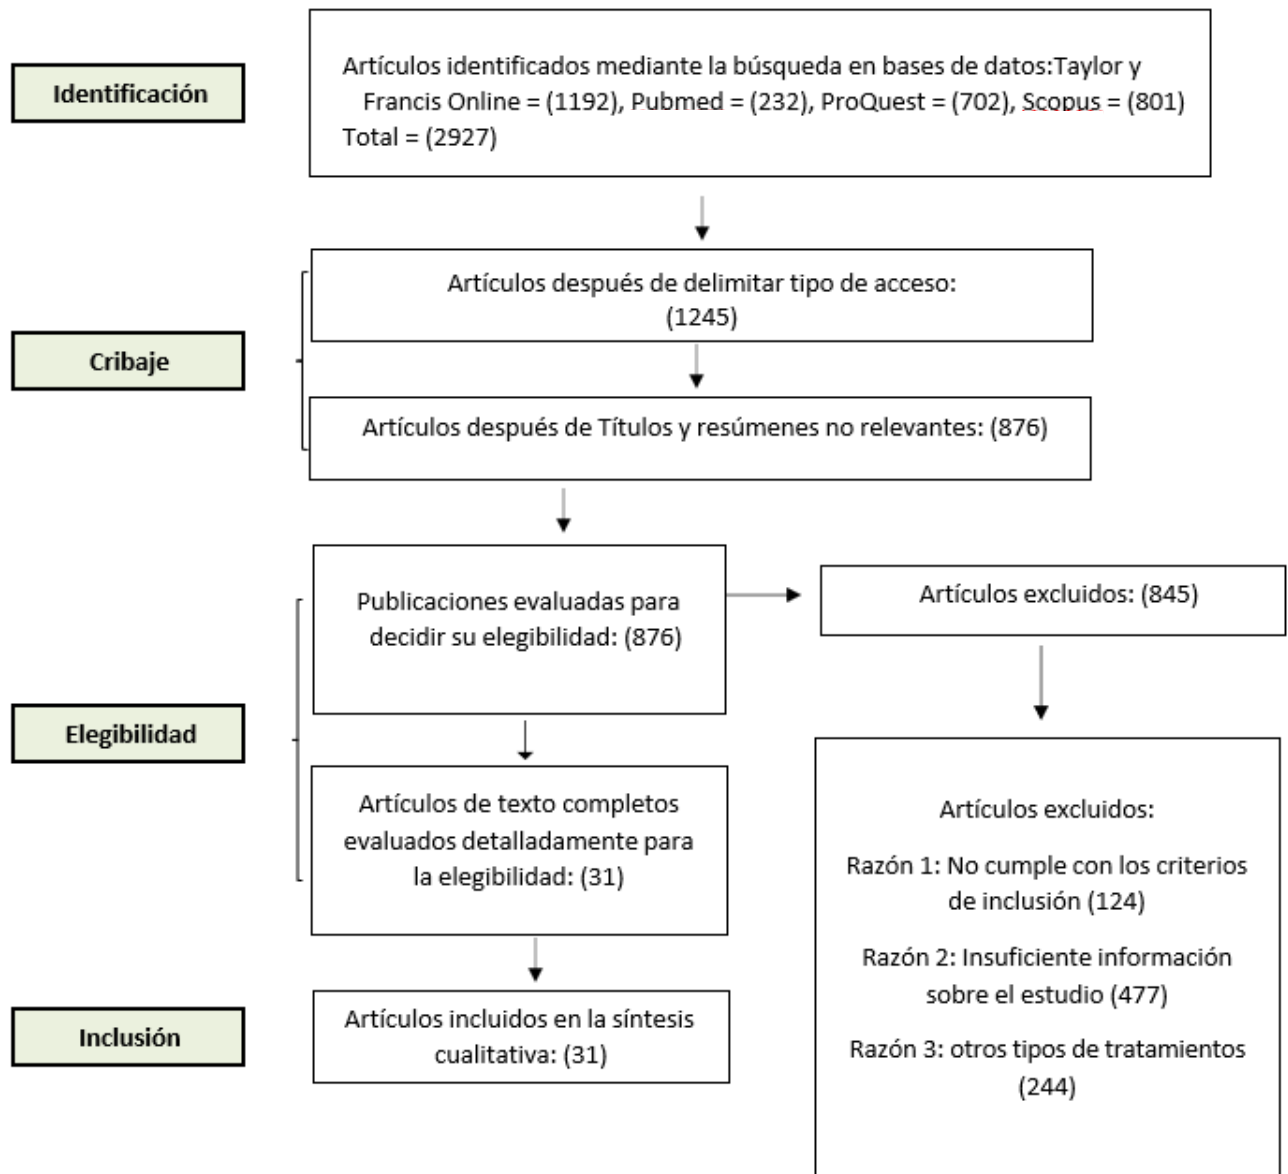 Identificación
Artículos identificados mediante la búsqueda en bases de datos:Taylor y
Francis Online = (1192), Pubmed = (232), ProQuest = (702), Scopus = (801)
Total = (2927)
Cribaje
Artículos después de delimitar tipo de acceso:
(1245)
Artículos después de Títulos y resúmenes no relevantes: (876)
Elegibilidad
Publicaciones evaluadas para
decidir su elegibilidad: (876)
Artículos excluidos: (845)
Artículos de texto completos
evaluados detalladamente para
la elegibilidad: (31)
Artículos excluidos:
Razón 1: No cumple con los criterios
de inclusión (124)
Razón 2: Insuficiente información
sobre el estudio (477)
Razón 3: otros tipos de tratamientos
(244)
Inclusión
Artículos incluidos en la síntesis
cualitativa: (31)